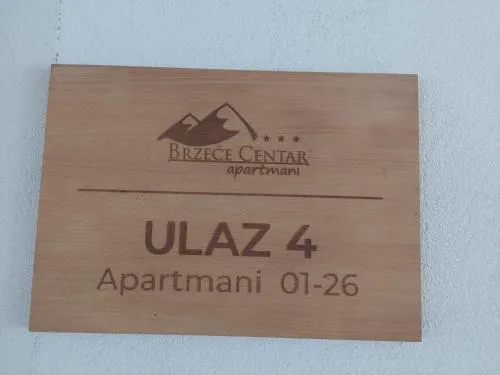 BRZEĆE CENTAR
apartmani
ULAZ 4
Apartmani 01-26